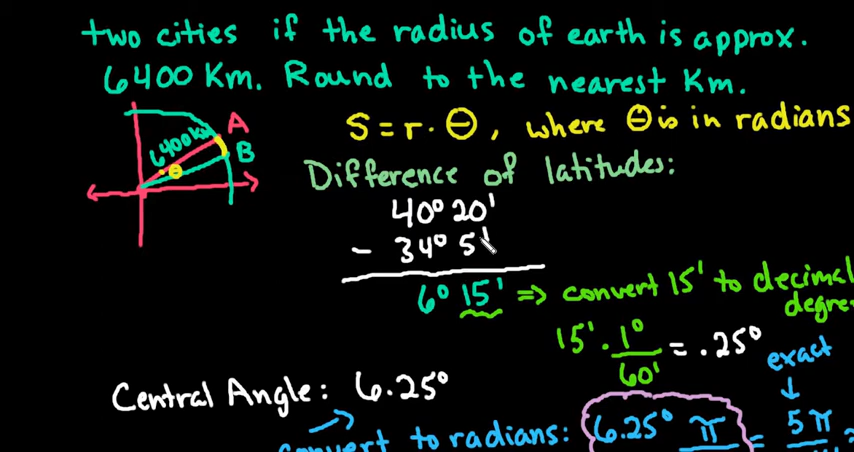 two cities if the radius of earth is approx.
6400 Km. Round to the nearest Km.
S = r · θ, where θ is in radians
A
B
6400 Km
θ
Difference of latitudes:
40° 20'
- 34° 5'
6° 15' => convert 15' to decimal
15' · 1° / 60' = .25°
exact
Central Angle: 6.25°
convert to radians: 6.25° π = 5π